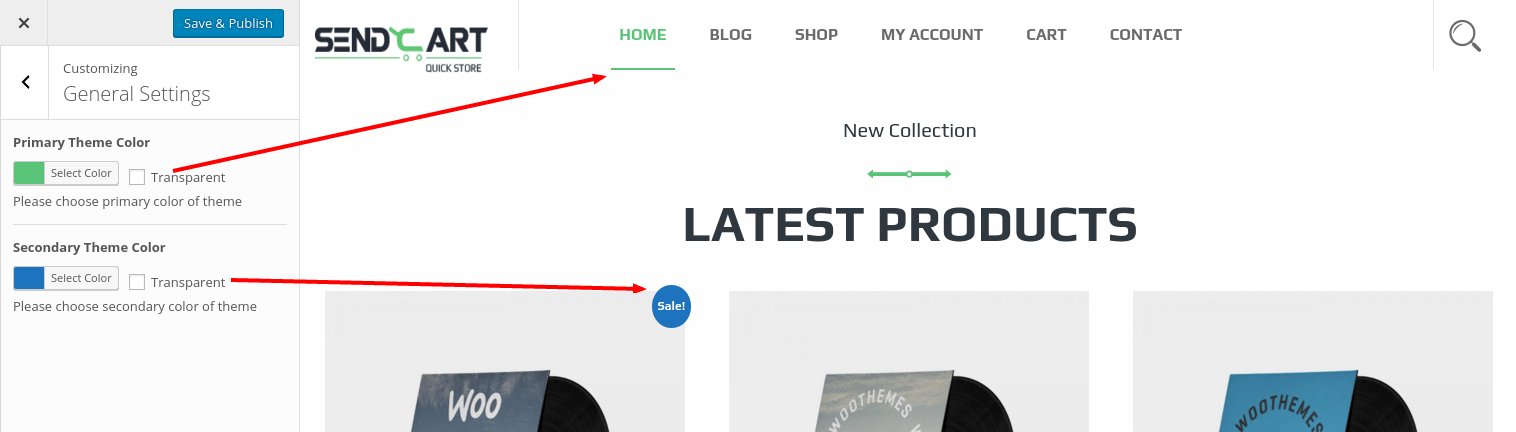 Save & Publish
Customizing
General Settings
Primary Theme Color
Select Color
Transparent
Please choose primary color of theme
Secondary Theme Color
Select Color
Transparent
Please choose secondary color of theme
SENDY CART
QUICK STORE
HOME BLOG SHOP MY ACCOUNT CART CONTACT
New Collection
LATEST PRODUCTS
Sale!
WOO
WOOTHEMES
WOOTHEMES